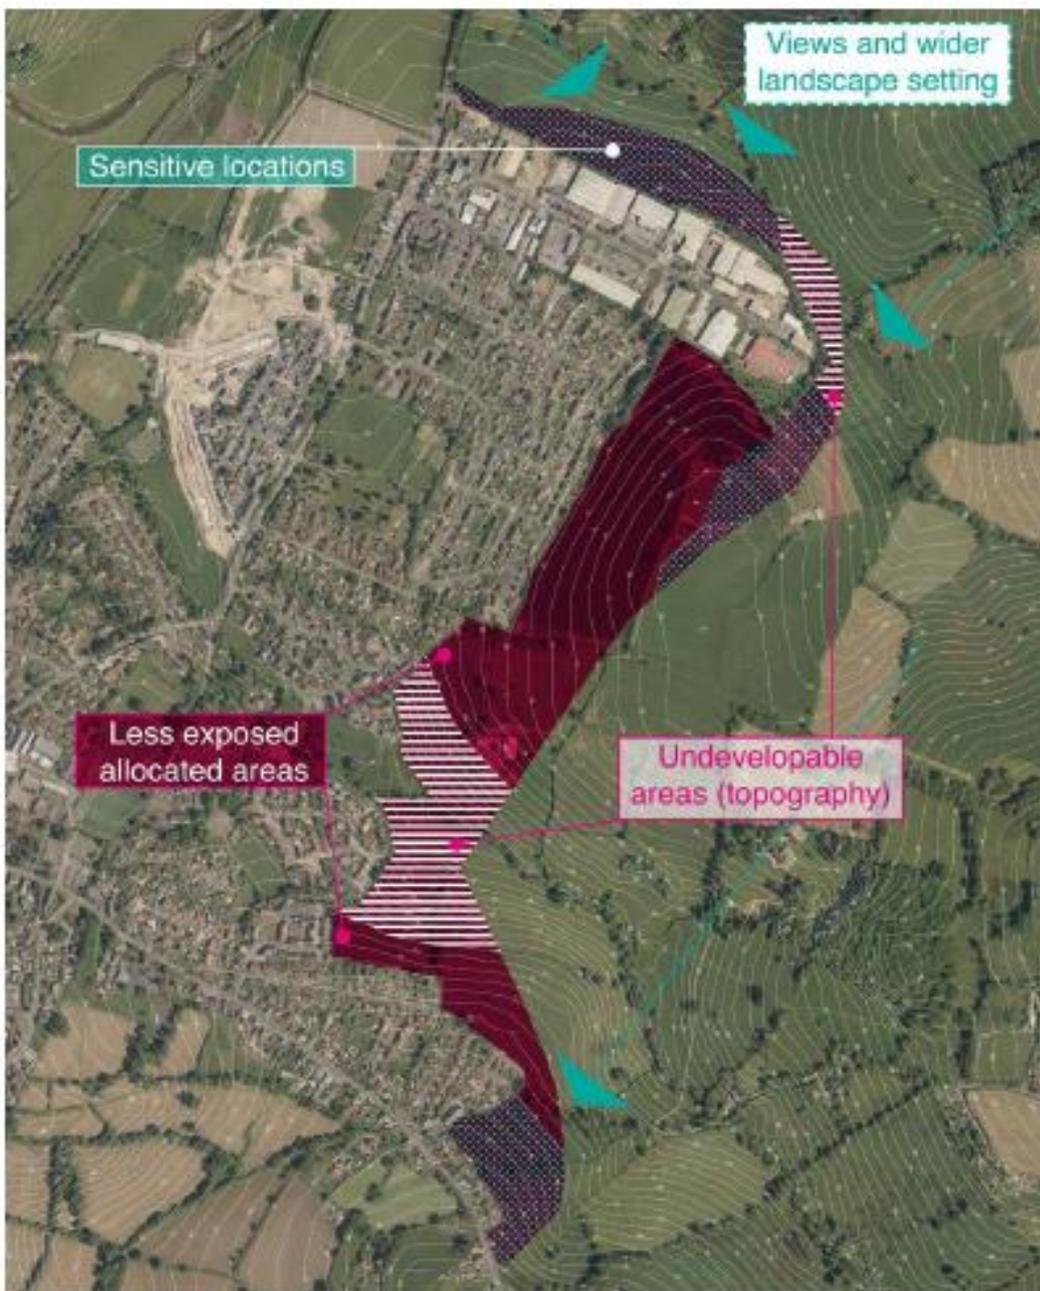 Views and wider
landscape setting
Sensitive locations
Less exposed
allocated areas
Undevelopable
areas (topography)